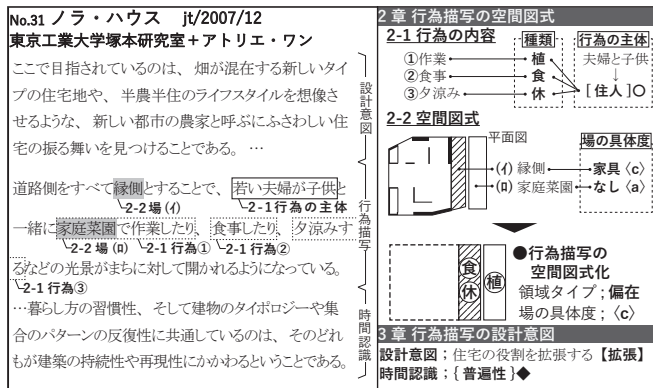 No.31 ノラ・ハウス jt/2007/12
東京工業大学塚本研究室＋アトリエ・ワン
ここで目指されているのは、畑が混在する新しいタイ
プの住宅地や、半農半住のライフスタイルを想像さ
せるような、新しい都市の農家と呼ぶにふさわしい住
宅の振る舞いを見つけることである。…
設計意図
道路側をすべて縁側とすることで、若い夫婦が子供と
2-2場(イ) 2-1行為の主体
一緒に家庭菜園で作業したり、食事したり、夕涼みす
2-2場(ロ) 2-1行為① 2-1行為②
るなどの光景がまちに対して開かれるようになっている。
2-1行為③
行為描写
…暮らし方の習慣性、そして建物のタイポロジーや集
合のパターンの反復性に共通しているのは、そのどれ
もが建築の持続性や再現性にかかわるということである。
時間認識
2章 行為描写の空間図式
2-1 行為の内容
種類
行為の主体
①作業 植
②食事 食
③夕涼み 休
夫婦と子供
↓
[住人]〇
2-2 空間図式
平面図
場の具体度
(イ) 縁側 家具〈c〉
(ロ) 家庭菜園 なし〈a〉
食
休
植
●行為描写の
空間図式化
領域タイプ；偏在
場の具体度；〈c〉
3章 行為描写の設計意図
設計意図；住宅の役割を拡張する【拡張】
時間認識；{普遍性}◆